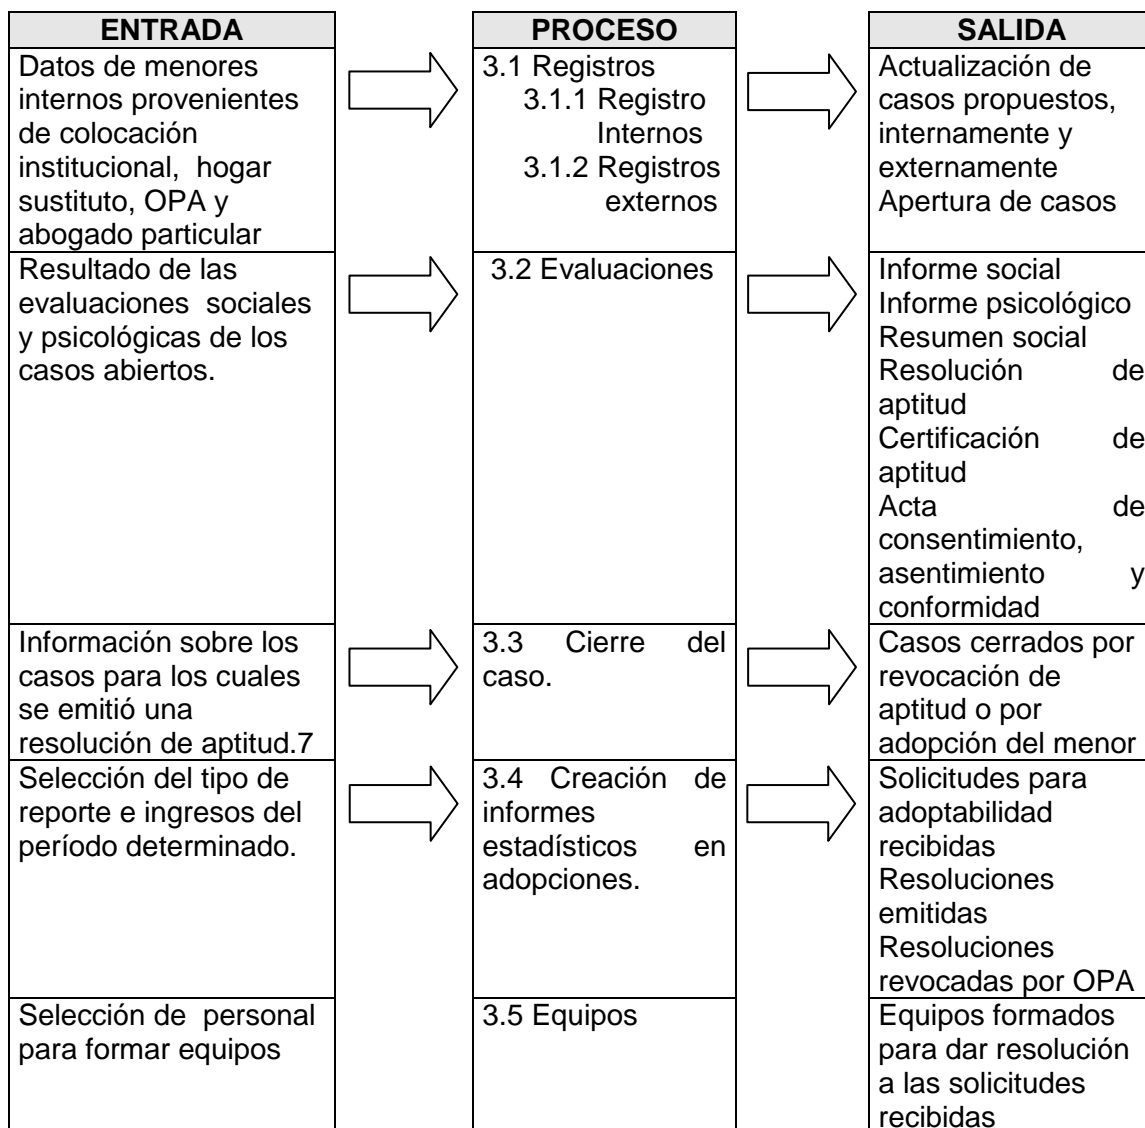 ENTRADA
PROCESO
SALIDA
Datos de menores
internos provenientes
de colocación
institucional, hogar
sustituto, OPA y
abogado particular
3.1 Registros
3.1.1 Registro
Internos
3.1.2 Registros
externos
Actualización de
casos propuestos,
internamente y
externamente
Apertura de casos
Resultado de las
evaluaciones sociales
y psicológicas de los
casos abiertos.
3.2 Evaluaciones
Informe social
Informe psicológico
Resumen social
Resolución de
aptitud
Certificación de
aptitud
Acta de
consentimiento,
asentimiento y
conformidad
Información sobre los
casos para los cuales
se emitió una
resolución de aptitud.7
3.3 Cierre del
caso.
Casos cerrados por
revocación de
aptitud o por
adopción del menor
Selección del tipo de
reporte e ingresos del
período determinado.
3.4 Creación de
informes
estadísticos en
adopciones.
Solicitudes para
adoptabilidad
recibidas
Resoluciones
emitidas
Resoluciones
revocadas por OPA
Selección de personal
para formar equipos
3.5 Equipos
Equipos formados
para dar resolución
a las solicitudes
recibidas